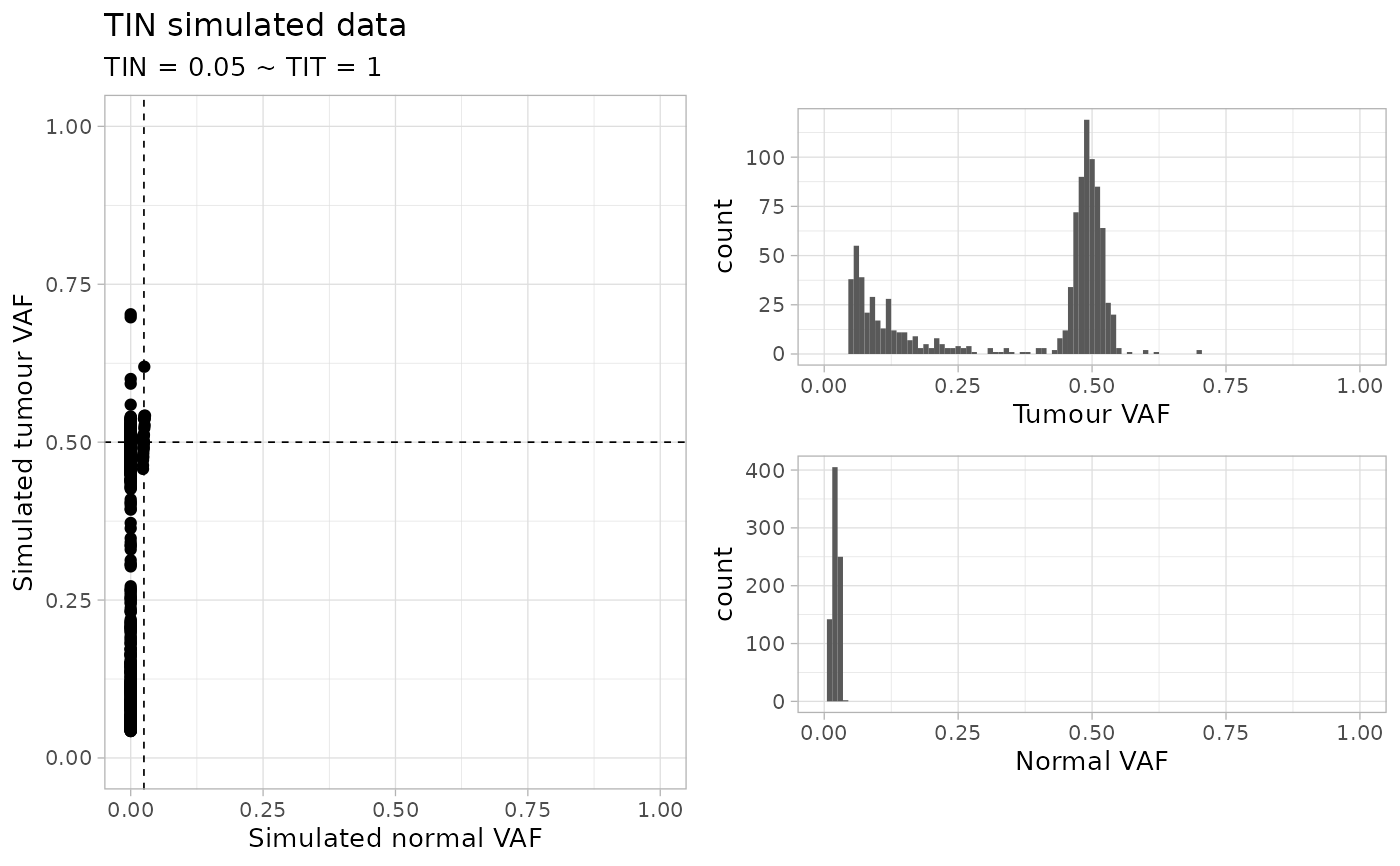 TIN simulated data
TIN = 0.05 ~ TIT = 1
Simulated tumour VAF
1.00
0.75
0.50
0.25
0.00
0.00 0.25 0.50 0.75 1.00
Simulated normal VAF
count
100
75
50
25
0
0.00 0.25 0.50 0.75 1.00
Tumour VAF
count
400
300
200
100
0
0.00 0.25 0.50 0.75 1.00
Normal VAF